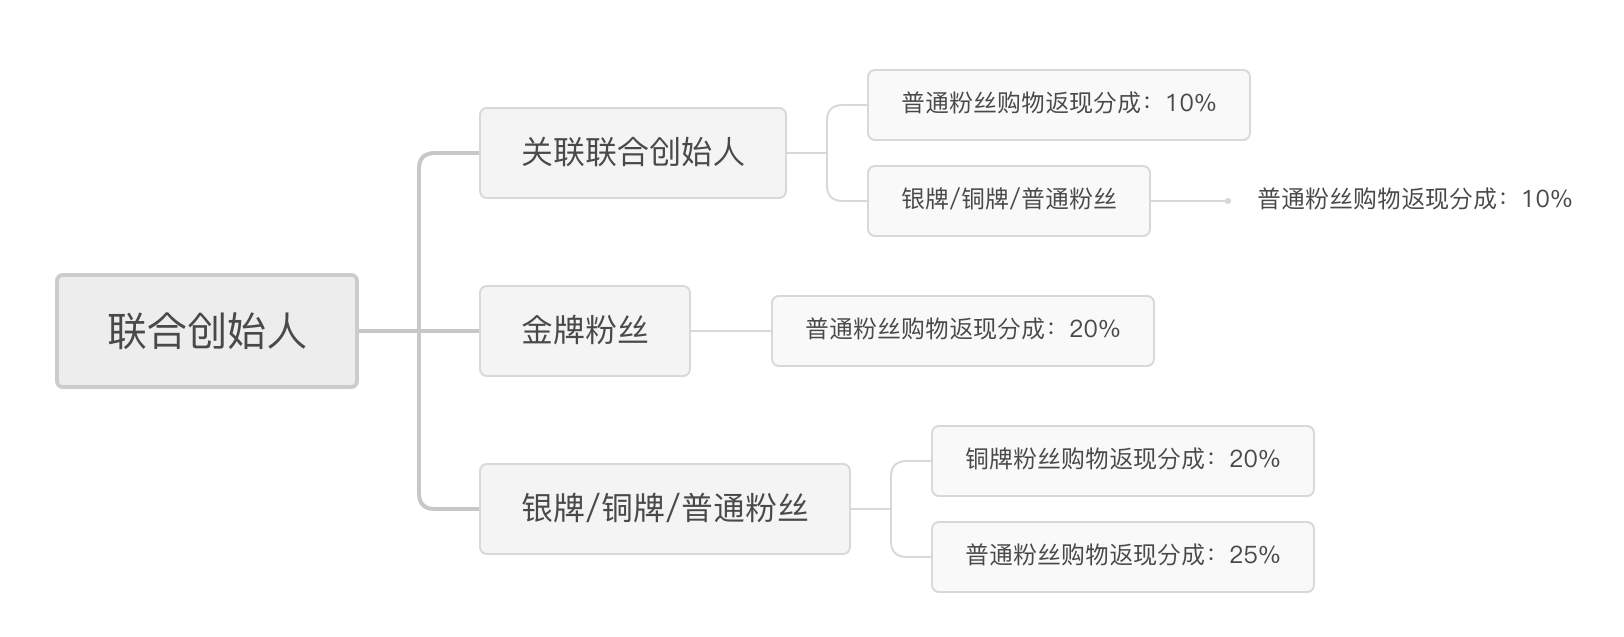 联合创始人
关联联合创始人
普通粉丝购物返现分成：10%
银牌/铜牌/普通粉丝
普通粉丝购物返现分成：10%
金牌粉丝
普通粉丝购物返现分成：20%
银牌/铜牌/普通粉丝
铜牌粉丝购物返现分成：20%
普通粉丝购物返现分成：25%